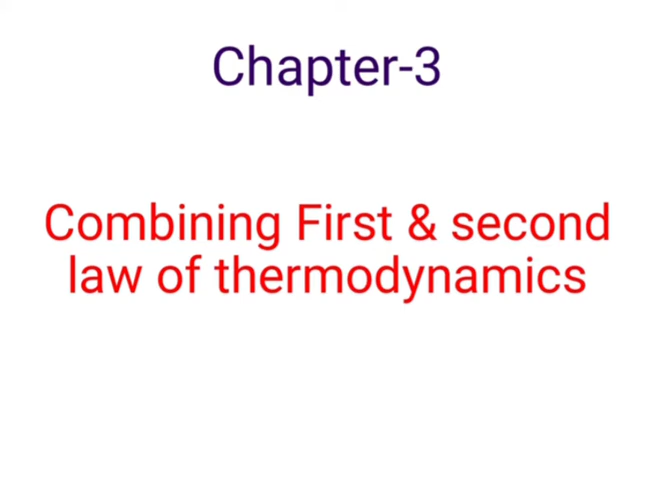 Chapter-3
Combining First & second
law of thermodynamics